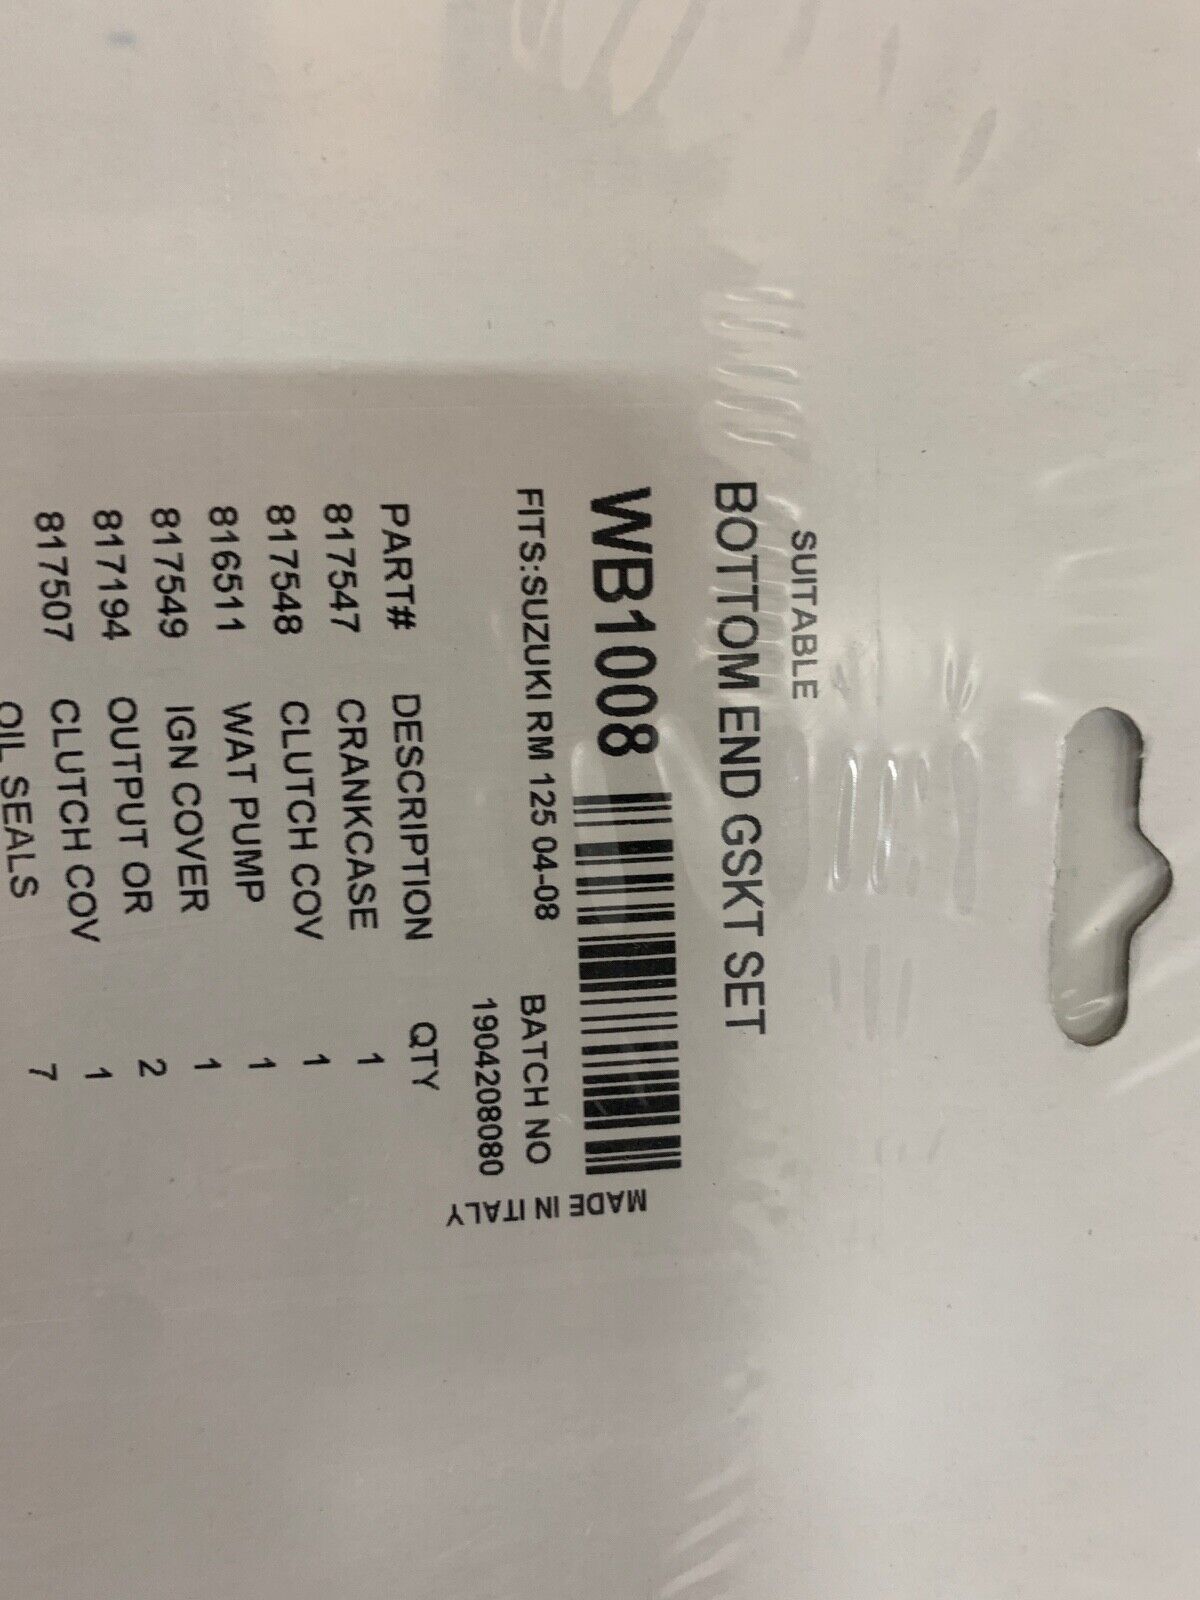 SUITABLE
BOTTOM END GSKT SET
WB1008
FITS:SUZUKI RM 125 04-08
BATCH NO
1904208080
MADE IN ITALY
PART# DESCRIPTION QTY
817547 CRANKCASE 1
817548 CLUTCH COV 1
816511 WAT PUMP 1
817549 IGN COVER 1
817194 OUTPUT OR 2
817507 CLUTCH COV 1
OIL SEALS 7